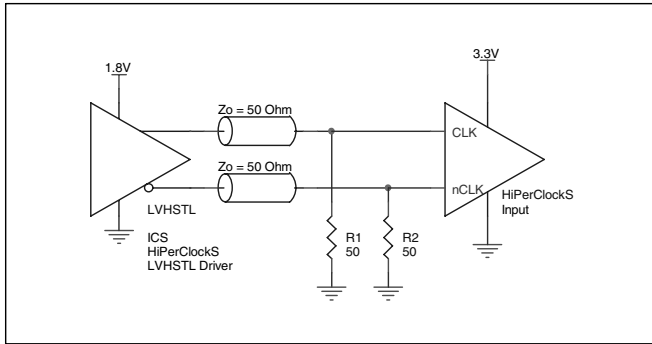 1.8V
3.3V
Zo = 50 Ohm
CLK
Zo = 50 Ohm
nCLK
HiPerClockS
Input
LVHSTL
ICS
HiPerClockS
LVHSTL Driver
R1
50
R2
50